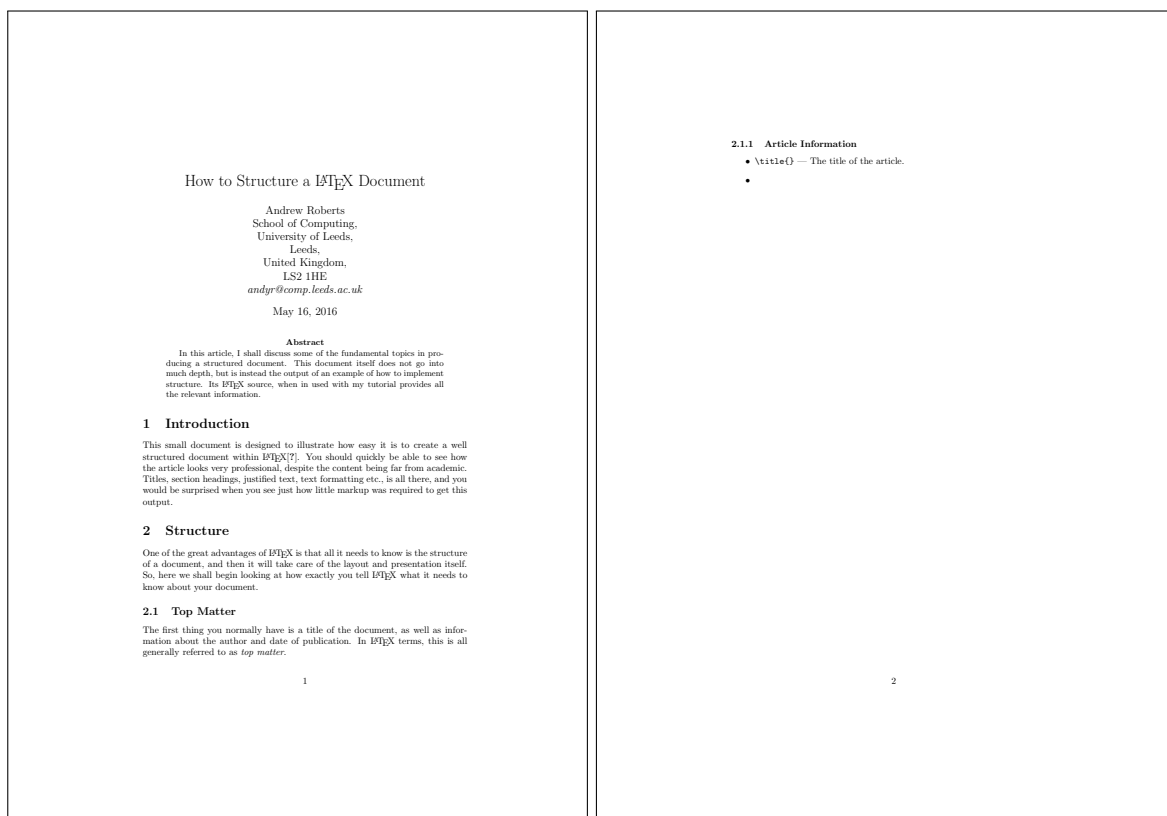 How to Structure a LATEX Document
Andrew Roberts
School of Computing,
University of Leeds,
Leeds,
United Kingdom,
LS2 1HE
andyr@comp.leeds.ac.uk
May 16, 2016
Abstract
In this article, I shall discuss some of the fundamental topics in pro-
ducing a structured document. This document itself does not go into
much depth, but is instead the output of an example of how to implement
structure. Its LATEX source, when in used with my tutorial provides all
the relevant information.
1 Introduction
This small document is designed to illustrate how easy it is to create a well
structured document within LATEX[?]. You should quickly be able to see how
the article looks very professional, despite the content being far from academic.
Titles, section headings, justified text, text formatting etc., is all there, and you
would be surprised when you see just how little markup was required to get this
output.
2 Structure
One of the great advantages of LATEX is that all it needs to know is the structure
of a document, and then it will take care of the layout and presentation itself.
So, here we shall begin looking at how exactly you tell LATEX what it needs to
know about your document.
2.1 Top Matter
The first thing you normally have is a title of the document, as well as infor-
mation about the author and date of publication. In LATEX terms, this is all
generally referred to as top matter.
1
2.1.1 Article Information
• \title{} — The title of the article.
•
2